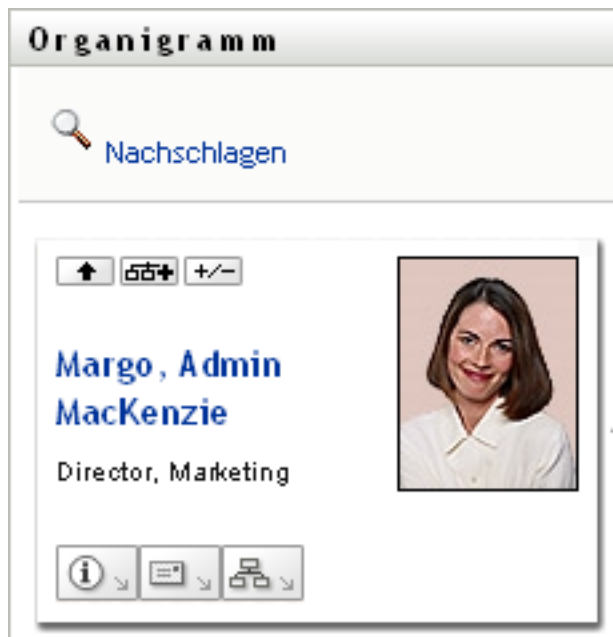 Organigramm
Nachschlagen
+/-
Margo, Admin
MacKenzie
Director, Marketing